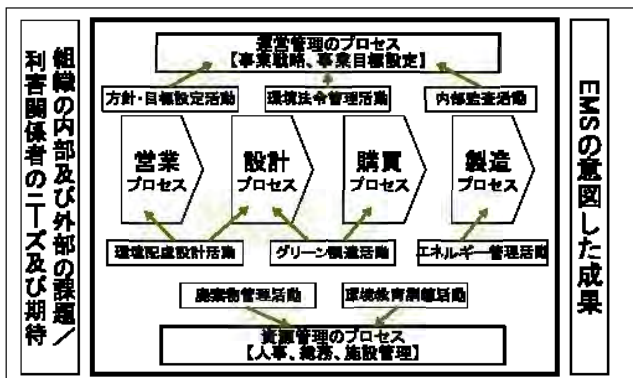 組織の内部及び外部の課題／
利害関係者のニーズ及び期待
運営管理のプロセス
【事業戦略、事業目標設定】
方針・目標設定活動
環境法令管理活動
内部監査活動
営業
プロセス
設計
プロセス
購買
プロセス
製造
プロセス
環境配慮設計活動
グリーン調達活動
エネルギー管理活動
廃棄物管理活動
環境教育訓練活動
資源管理のプロセス
【人事、総務、施設管理】
EMSの意図した成果